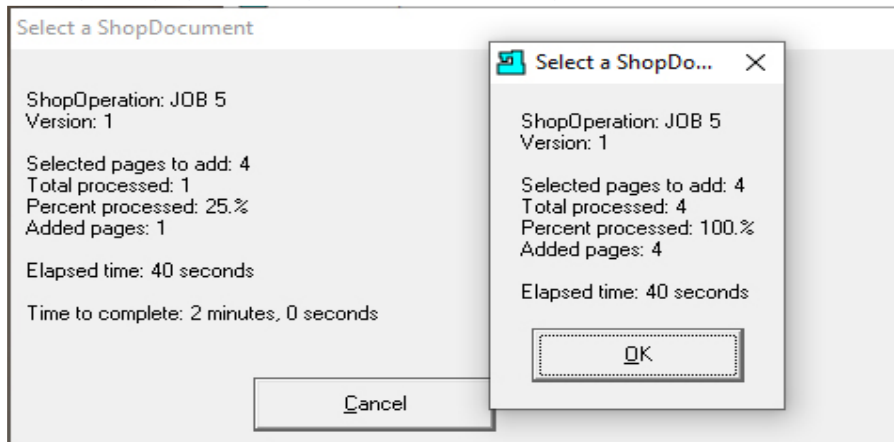 Select a ShopDocument
ShopOperation: JOB 5
Version: 1
Selected pages to add: 4
Total processed: 1
Percent processed: 25.%
Added pages: 1
Elapsed time: 40 seconds
Time to complete: 2 minutes, 0 seconds
Cancel
Select a ShopDo...
ShopOperation: JOB 5
Version: 1
Selected pages to add: 4
Total processed: 4
Percent processed: 100.%
Added pages: 4
Elapsed time: 40 seconds
OK